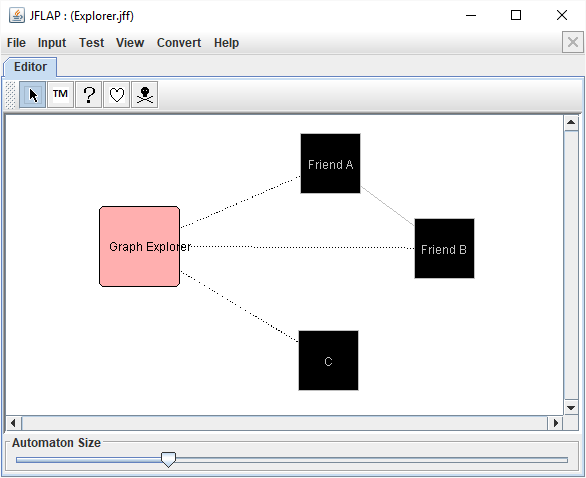 JFLAP : (Explorer.jff)
File Input Test View Convert Help
Editor
TM ?
Friend A
Graph Explorer
Friend B
C
Automaton Size